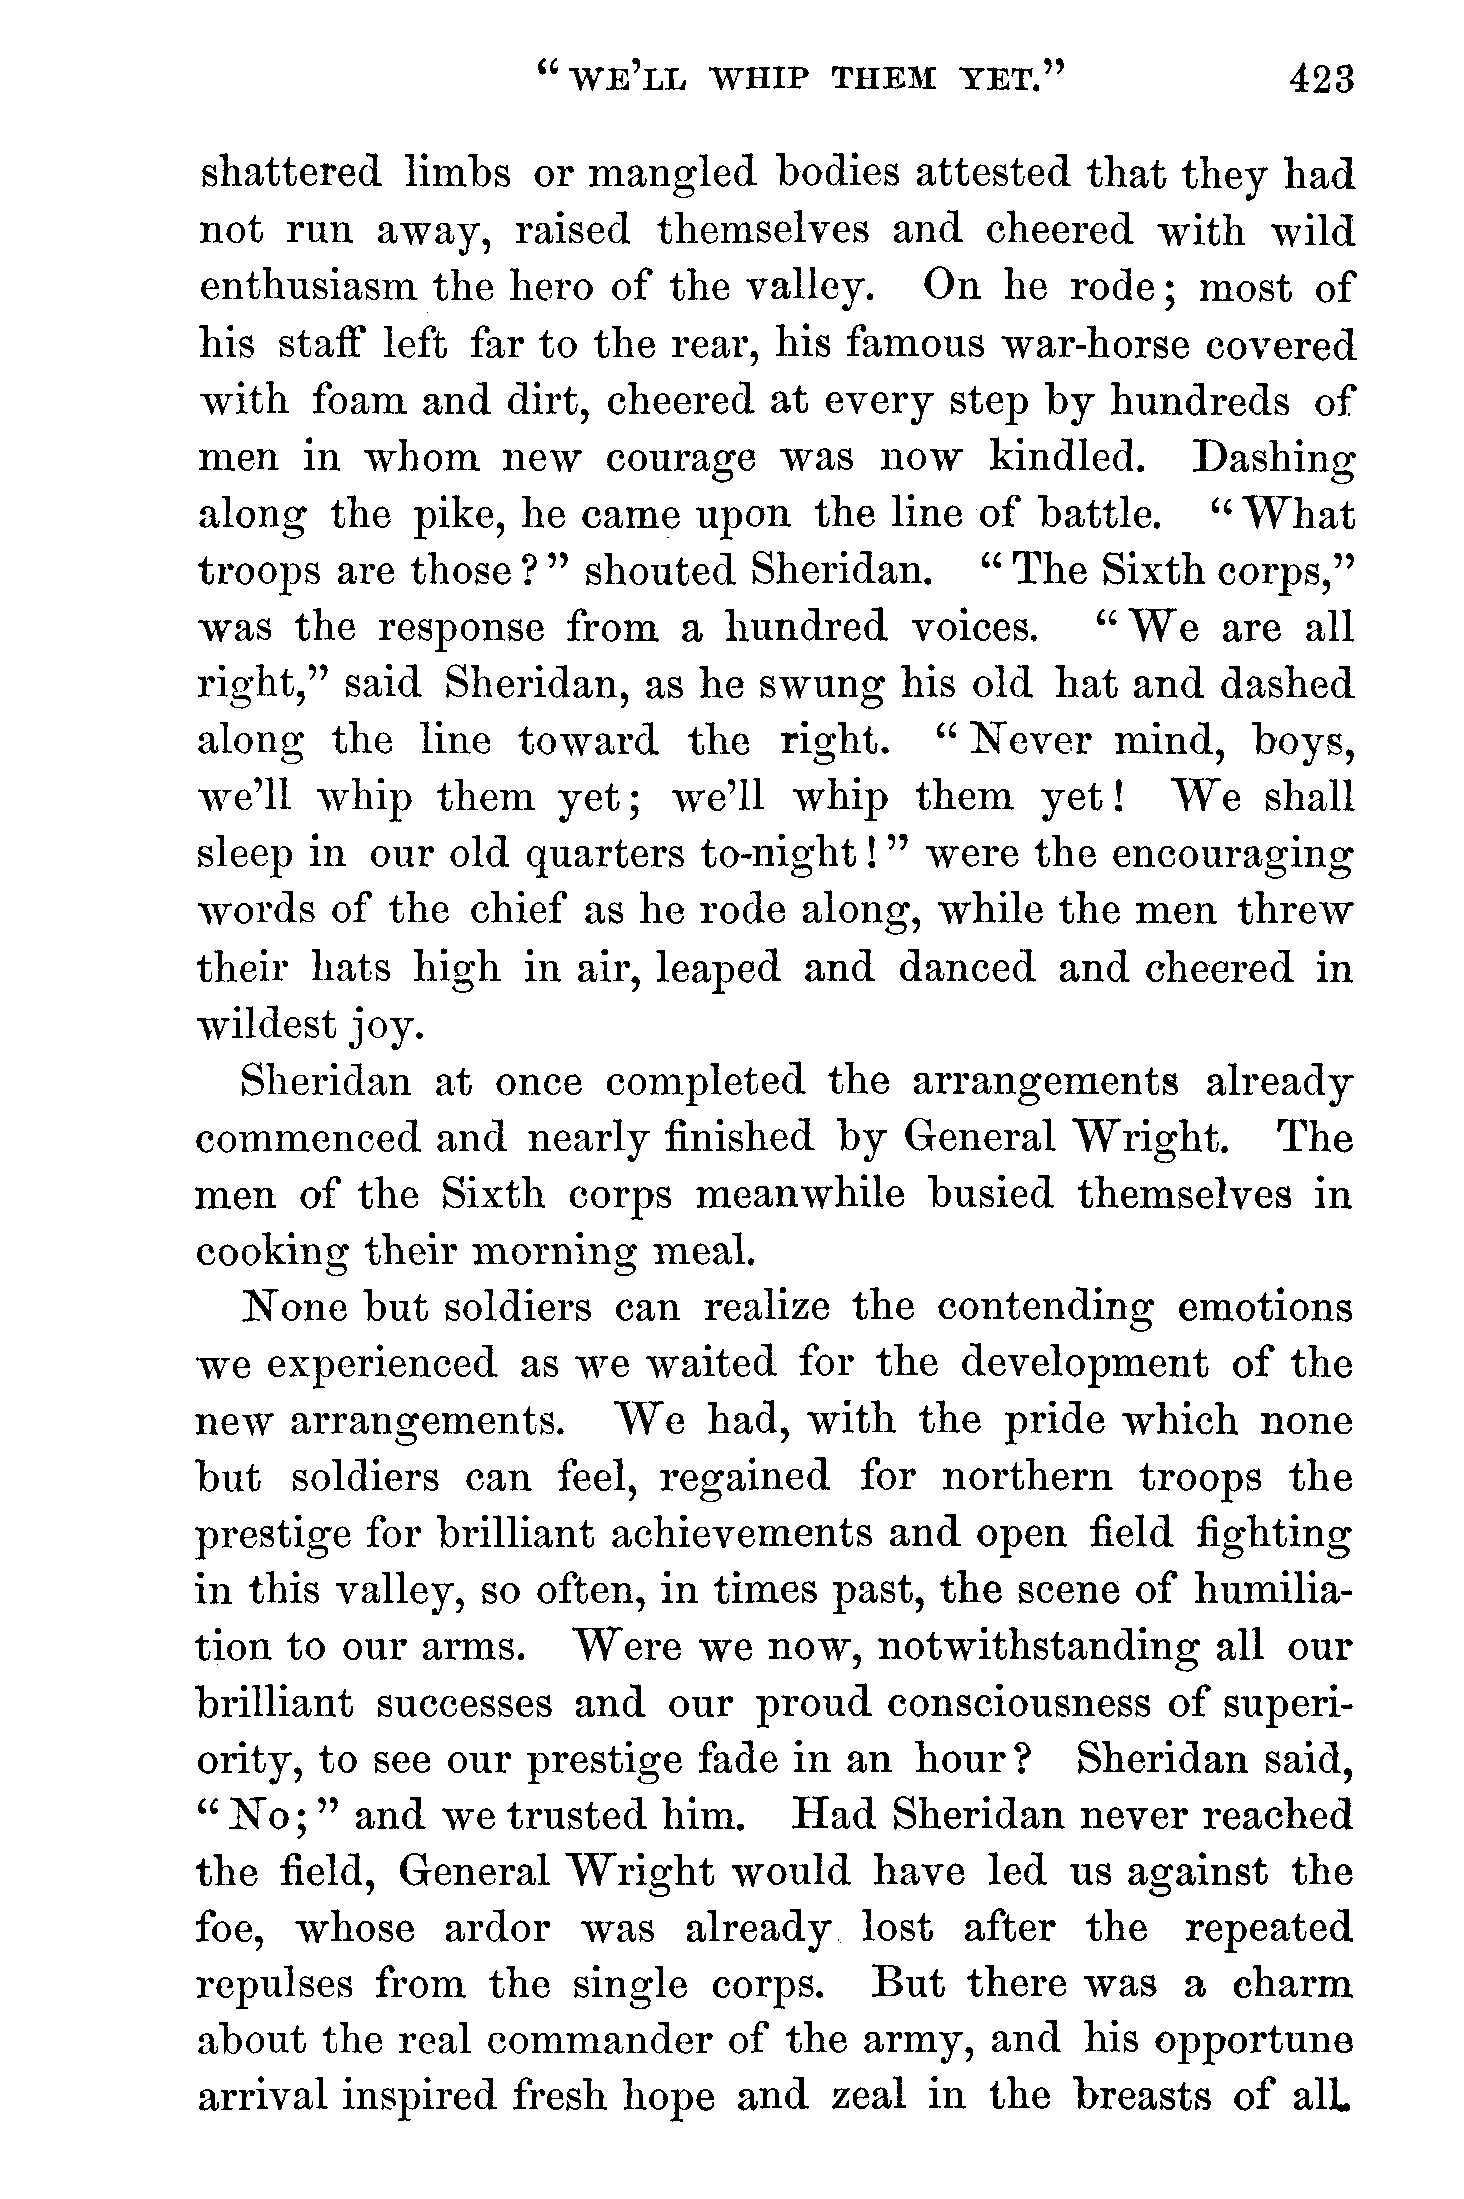 “WE’LL WHIP THEM YET.” 423
shattered limbs or mangled bodies attested that they had
not run away, raised themselves and cheered with wild
enthusiasm the hero of the valley. On he rode; most of
his staff left far to the rear, his famous war-horse covered
with foam and dirt, cheered at every step by hundreds of
men in whom new courage was now kindled. Dashing
along the pike, he came upon the line of battle. “What
troops are those?” shouted Sheridan. “The Sixth corps,”
was the response from a hundred voices. “We are all
right,” said Sheridan, as he swung his old hat and dashed
along the line toward the right. “Never mind, boys,
we’ll whip them yet; we’ll whip them yet! We shall
sleep in our old quarters to-night!” were the encouraging
words of the chief as he rode along, while the men threw
their hats high in air, leaped and danced and cheered in
wildest joy.
Sheridan at once completed the arrangements already
commenced and nearly finished by General Wright. The
men of the Sixth corps meanwhile busied themselves in
cooking their morning meal.
None but soldiers can realize the contending emotions
we experienced as we waited for the development of the
new arrangements. We had, with the pride which none
but soldiers can feel, regained for northern troops the
prestige for brilliant achievements and open field fighting
in this valley, so often, in times past, the scene of humilia-
tion to our arms. Were we now, notwithstanding all our
brilliant successes and our proud consciousness of superi-
ority, to see our prestige fade in an hour? Sheridan said,
“No;” and we trusted him. Had Sheridan never reached
the field, General Wright would have led us against the
foe, whose ardor was already lost after the repeated
repulses from the single corps. But there was a charm
about the real commander of the army, and his opportune
arrival inspired fresh hope and zeal in the breasts of all.